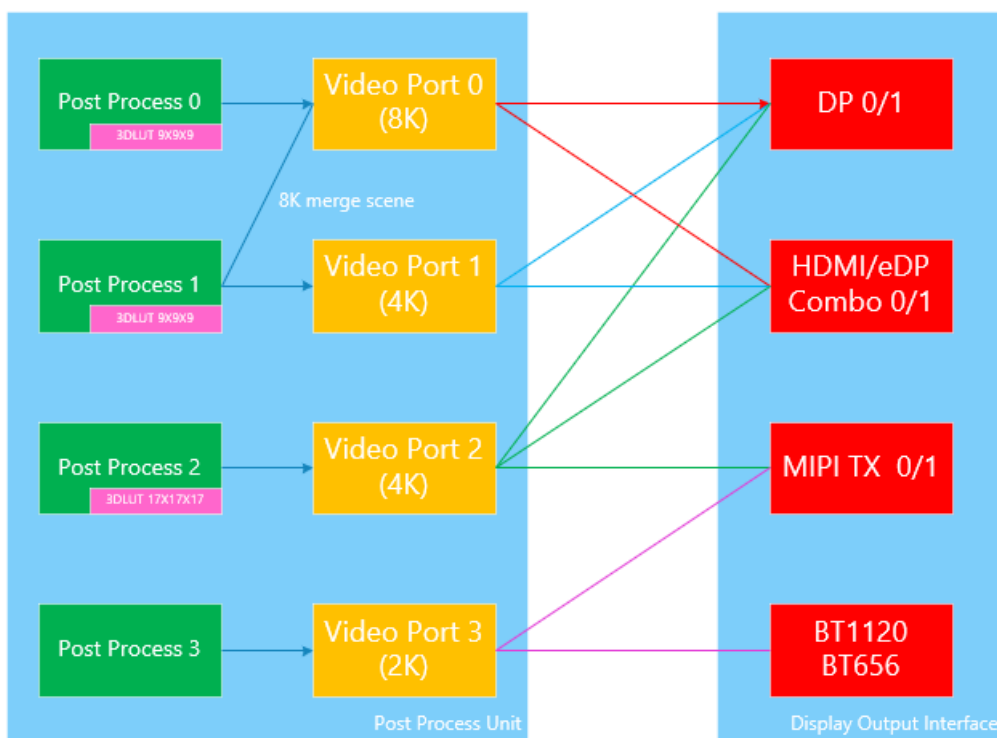 Post Process 0
3DLUT 9X9X9
Video Port 0
(8K)
DP 0/1
8K merge scene
Post Process 1
3DLUT 9X9X9
Video Port 1
(4K)
HDMI/eDP
Combo 0/1
Post Process 2
3DLUT 17X17X17
Video Port 2
(4K)
MIPI TX  0/1
Post Process 3
Video Port 3
(2K)
BT1120
BT656
Post Process Unit
Display Output Interface